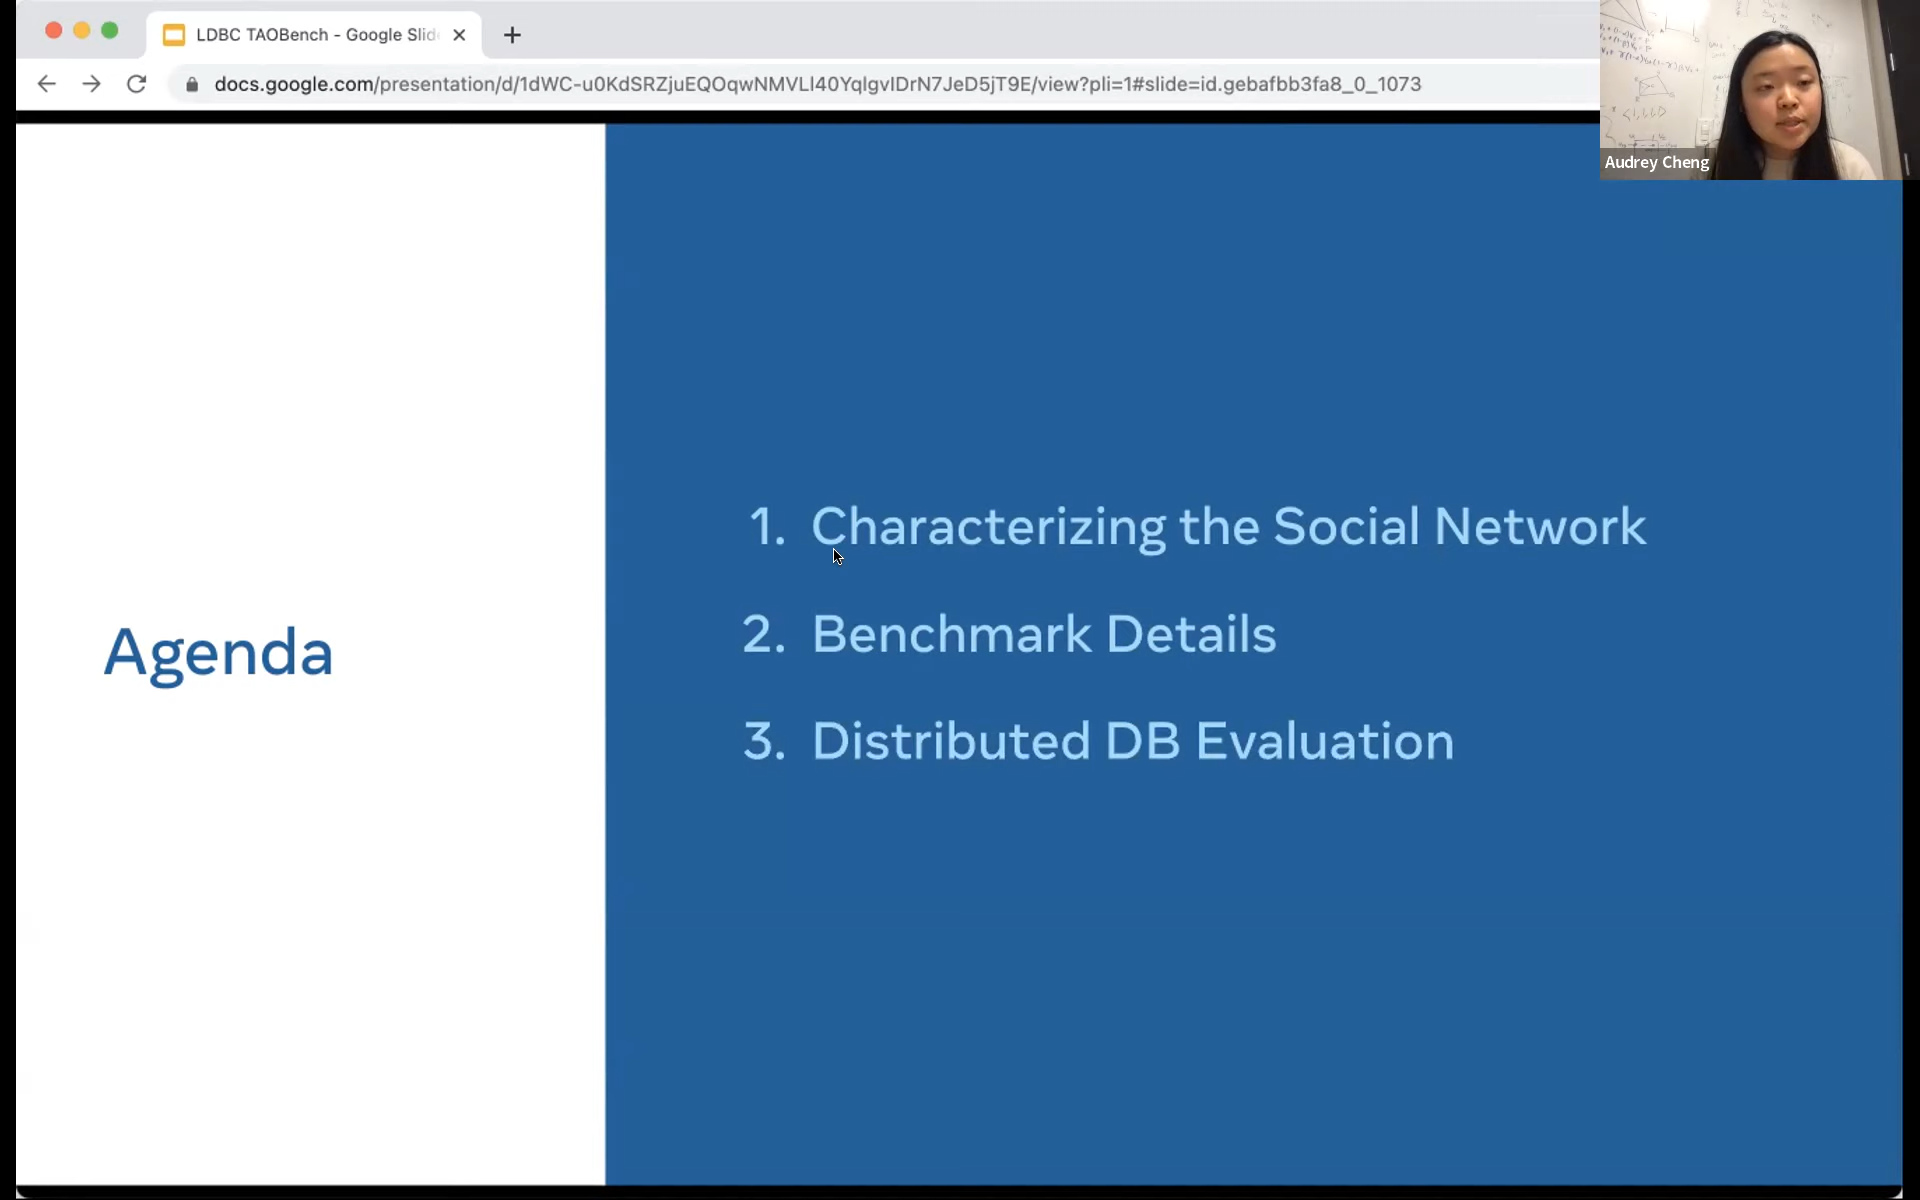 LDBC TAOBench - Google Slid
docs.google.com/presentation/d/1dWC-u0KdSRZjuEQOqwNMVLl40YqlgvIDrN7JeD5jT9E/view?pli=1#slide=id.gebafbb3fa8_0_1073
Audrey Cheng
Agenda
1. Characterizing the Social Network
2. Benchmark Details
3. Distributed DB Evaluation